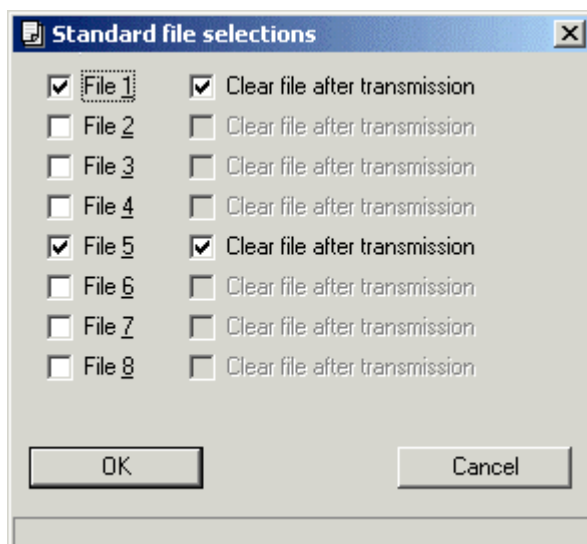 Standard file selections
File 1 Clear file after transmission
File 2 Clear file after transmission
File 3 Clear file after transmission
File 4 Clear file after transmission
File 5 Clear file after transmission
File 6 Clear file after transmission
File 7 Clear file after transmission
File 8 Clear file after transmission
OK Cancel